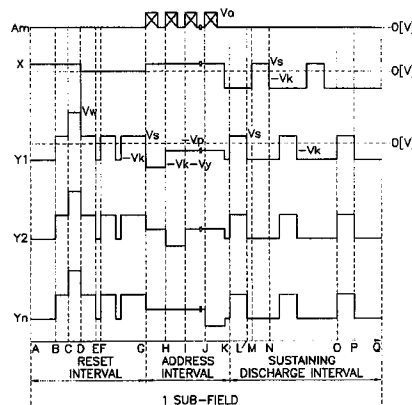 Am Va 0[V]
X Vs 0[V]
-Vk
Vw
Y1 Vs -Vp Vs 0[V]
-Vk -Vk-Vy -Vk
Y2
Yn
A B C D E F G H I J K L M N O P Q
RESET INTERVAL ADDRESS INTERVAL SUSTAINING DISCHARGE INTERVAL
1 SUB-FIELD